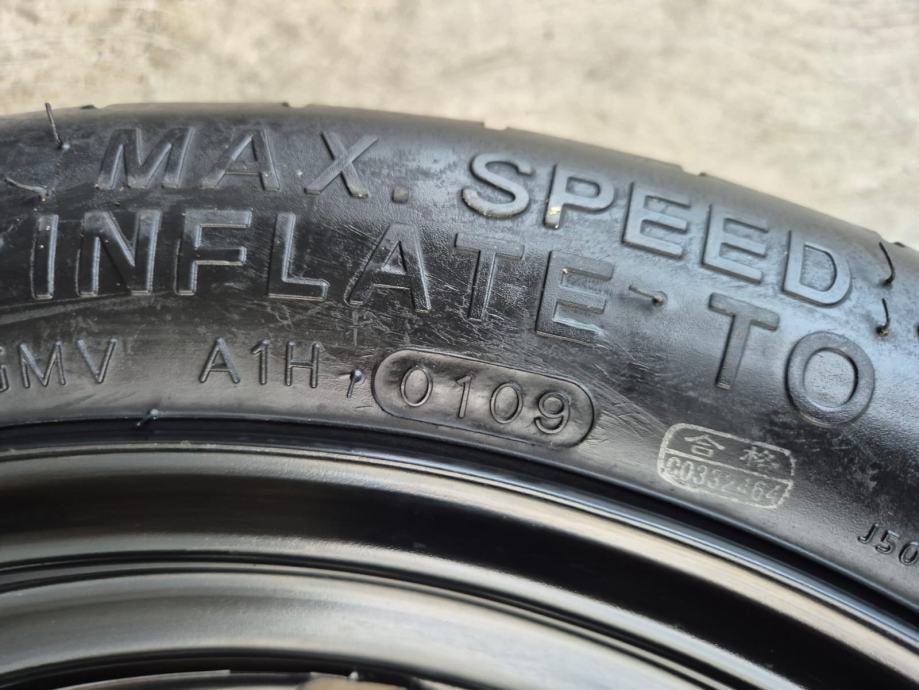 MAX. SPEED
INFLATE TO
GMV A1H 0109
合格
C0332464
J50